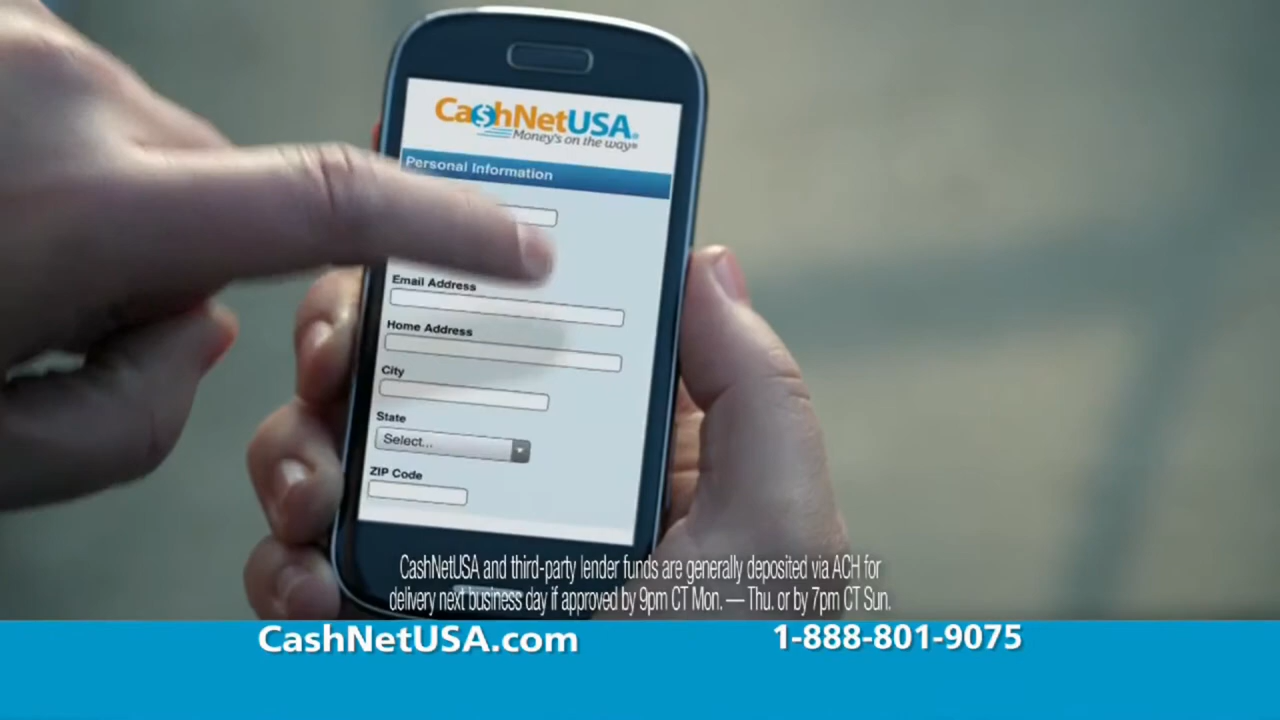 CashNetUSA®
Money's on the way®
Personal Information
Email Address
Home Address
City
State
Select...
ZIP Code
CashNetUSA and third-party lender funds are generally deposited via ACH for
delivery next business day if approved by 9pm CT Mon. — Thu. or by 7pm CT Sun.
CashNetUSA.com 1-888-801-9075